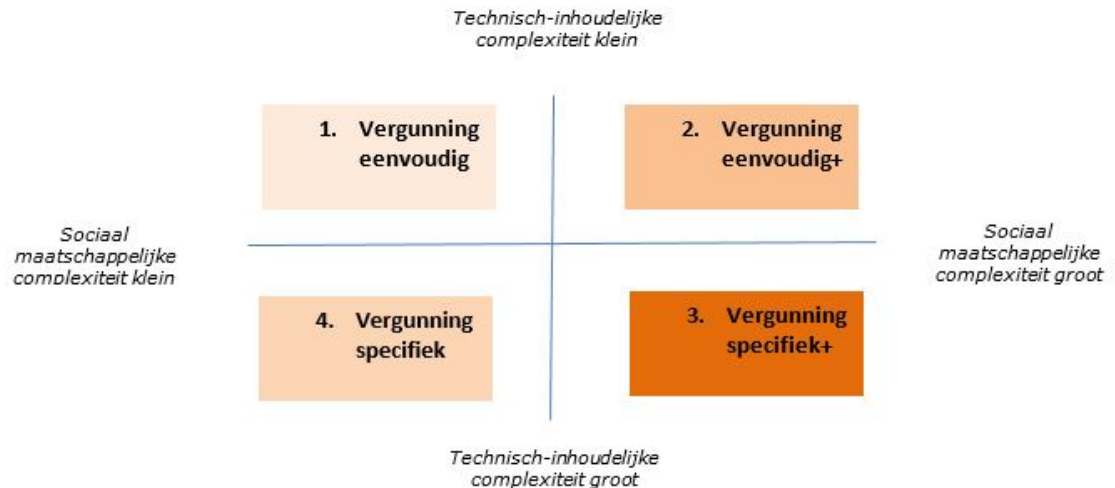 Technisch-inhoudelijke
complexiteit klein
1. Vergunning
eenvoudig
2. Vergunning
eenvoudig+
Sociaal
maatschappelijke
complexiteit klein
Sociaal
maatschappelijke
complexiteit groot
4. Vergunning
specifiek
3. Vergunning
specifiek+
Technisch-inhoudelijke
complexiteit groot